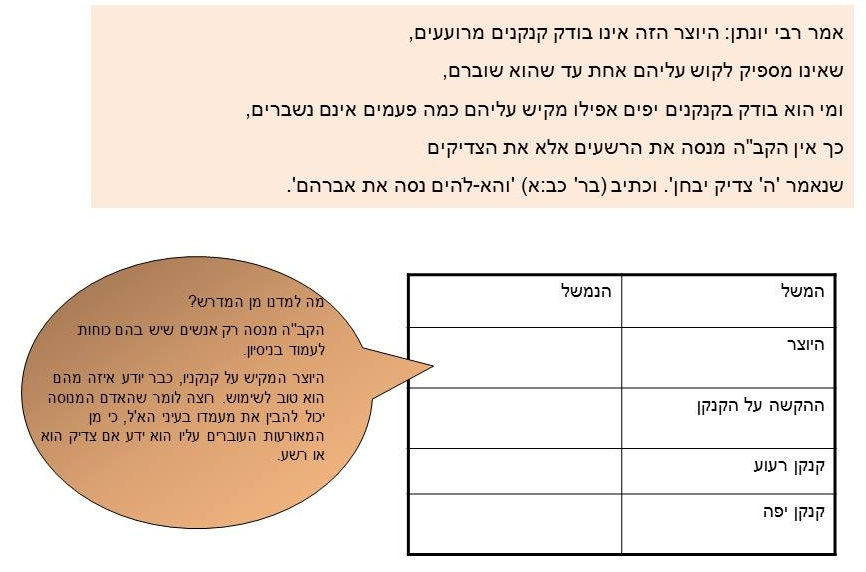 אמר רבי יונתן: היוצר הזה אינו בודק קנקנים מרועעים,
שאינו מספיק לקוש עליהם אחת עד שהוא שוברם,
ומי הוא בודק בקנקנים יפים אפילו מקיש עליהם כמה פעמים אינם נשברים,
כך אין הקב"ה מנסה את הרשעים אלא את הצדיקים
שנאמר 'ה' צדיק יבחן'. וכתיב (בר' כב:א) 'והא-להים נסה את אברהם'.
המשל
הנמשל
היוצר
ההקשה על הקנקן
קנקן רעוע
קנקן יפה
מה למדנו מן המדרש?
הקב"ה מנסה רק אנשים שיש בהם כוחות
לעמוד בניסיון.
היוצר המקיש על קנקניו, כבר יודע איזה מהם
הוא טוב לשימוש. רוצה לומר שהאדם המנוסה
יכול להבין את מעמדו בעיני הא'ל, כי מן
המאורעות העוברים עליו הוא ידע אם צדיק הוא
או רשע.